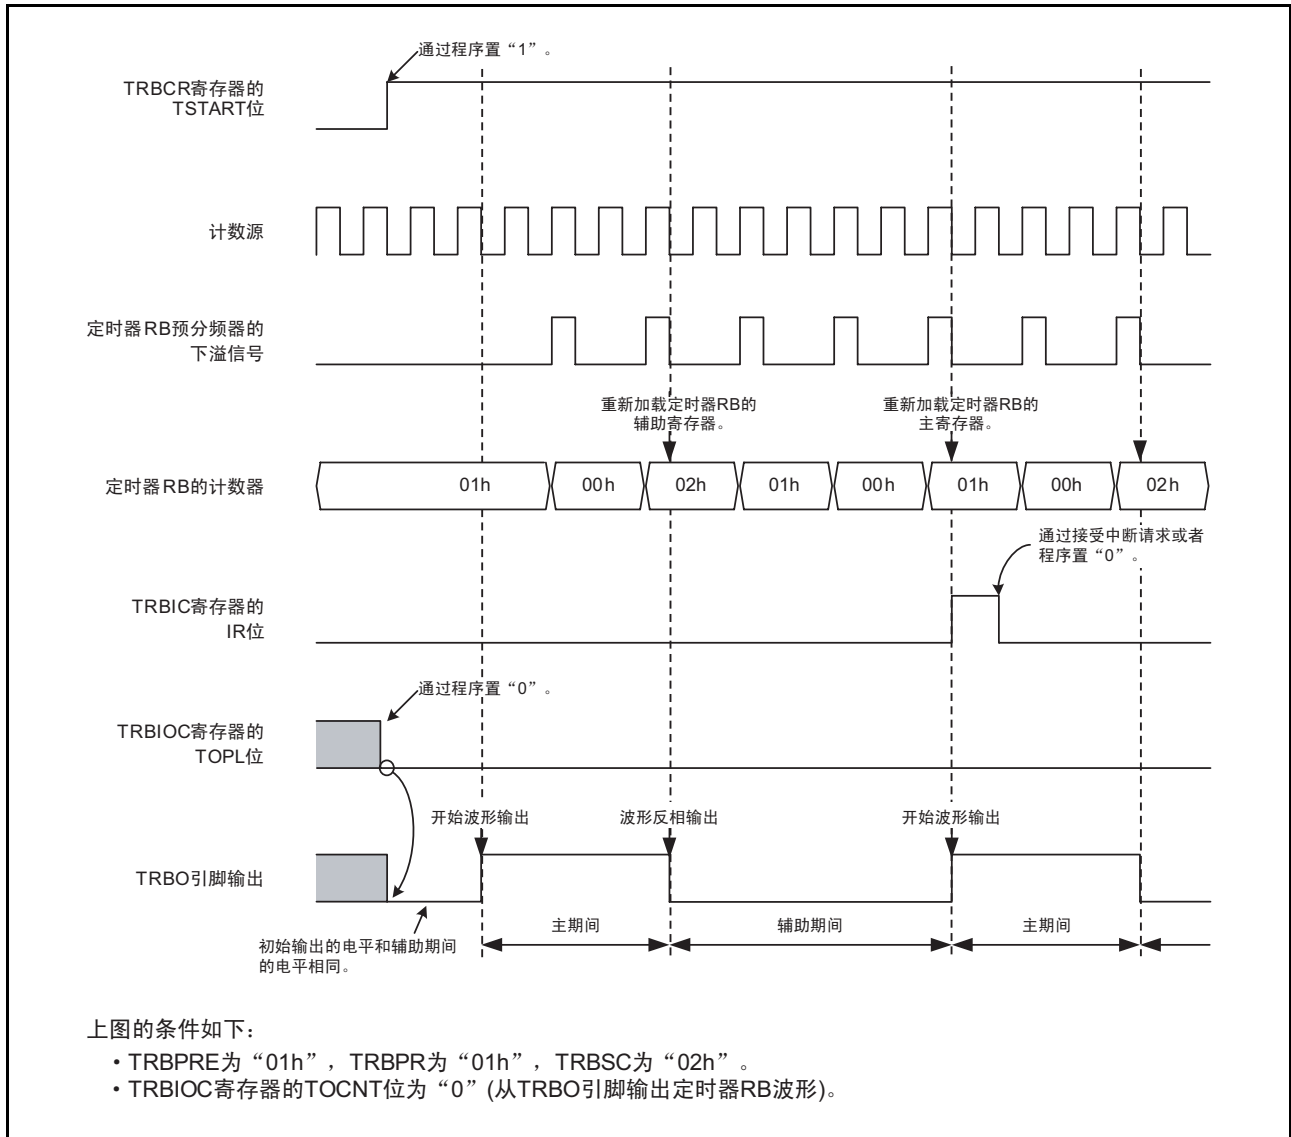 通过程序置“1”。
TRBCR寄存器的
TSTART位
计数源
定时器RB预分频器的
下溢信号
重新加载定时器RB的
辅助寄存器。
重新加载定时器RB的
主寄存器。
定时器RB的计数器
01h
00h
02h
01h
00h
01h
00h
02h
通过接受中断请求或者
程序置“0”。
TRBIC寄存器的
IR位
通过程序置“0”。
TRBIOC寄存器的
TOPL位
开始波形输出
波形反相输出
开始波形输出
TRBO引脚输出
主期间
辅助期间
主期间
初始输出的电平和辅助期间
的电平相同。
上图的条件如下：
•TRBPRE为“01h”，TRBPR为“01h”，TRBSC为“02h”。
•TRBIOC寄存器的TOCNT位为“0”(从TRBO引脚输出定时器RB波形)。